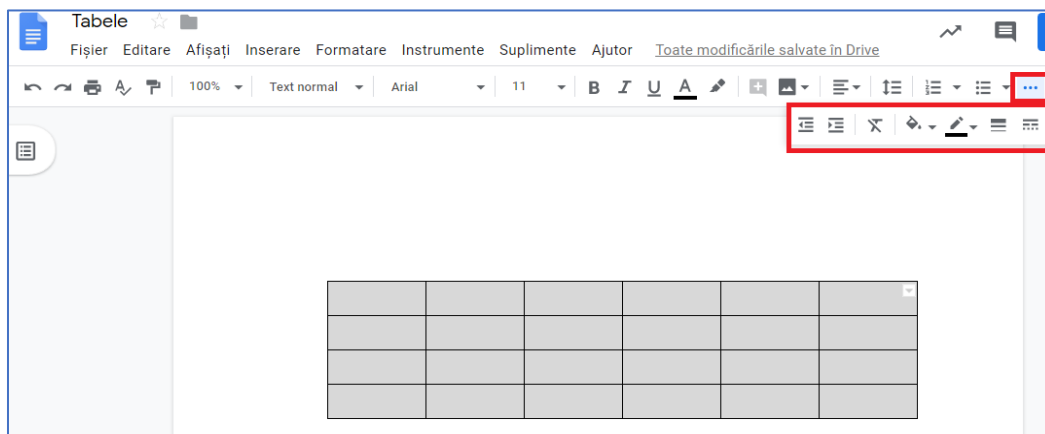 Tabele
Fișier Editare Afișați Inserare Formatare Instrumente Suplimente Ajutor Toate modificările salvate în Drive
100% Text normal Arial 11 B I U A